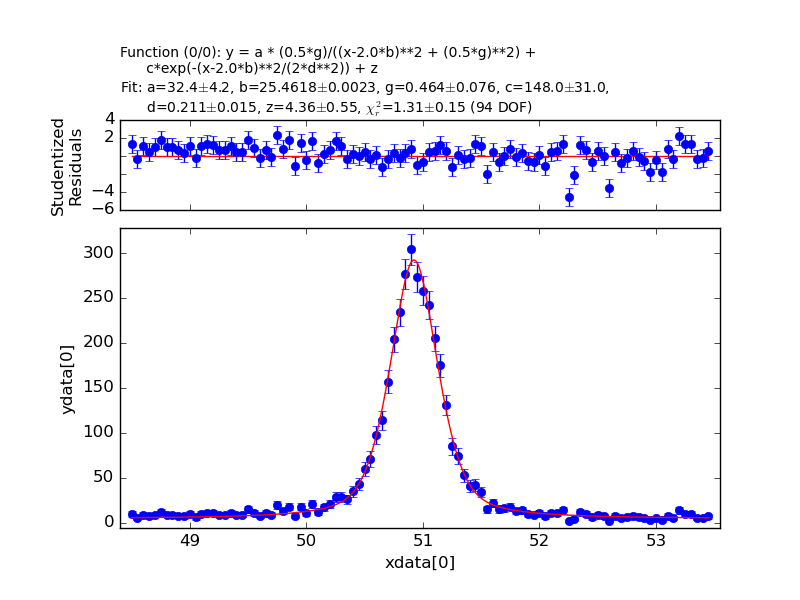 Function (0/0): y = a * (0.5*g)/((x-2.0*b)**2 + (0.5*g)**2) +
c*exp(-(x-2.0*b)**2/(2*d**2)) + z
Fit: a=32.4±4.2, b=25.4618±0.0023, g=0.464±0.076, c=148.0±31.0,
d=0.211±0.015, z=4.36±0.55, χ²ᵣ=1.31±0.15 (94 DOF)
4
2
−4
−6
Studentized
Residuals
300
250
200
150
100
50
0
ydata[0]
49 50 51 52 53
xdata[0]